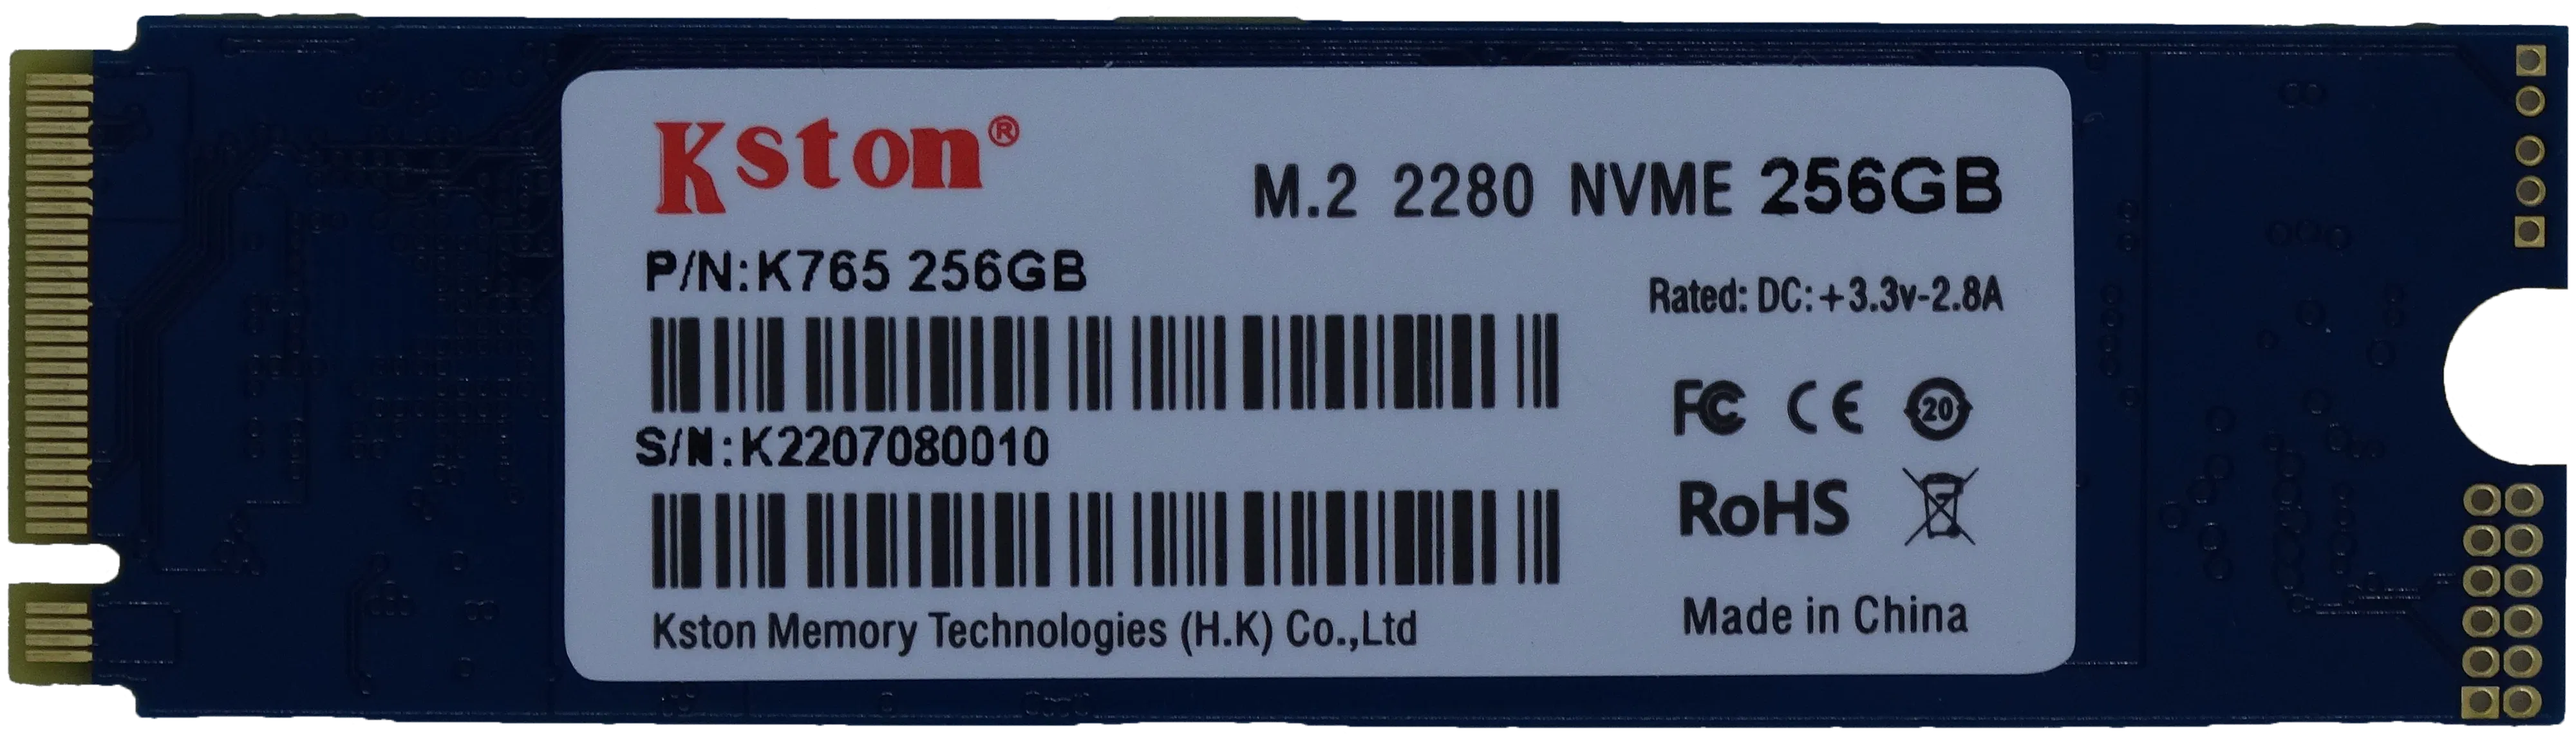 Kston®
M.2 2280 NVME 256GB
P/N:K765 256GB
Rated: DC:+3.3v-2.8A
FC CE 20
S/N:K2207080010
RoHS
Kston Memory Technologies (H.K) Co.,Ltd
Made in China